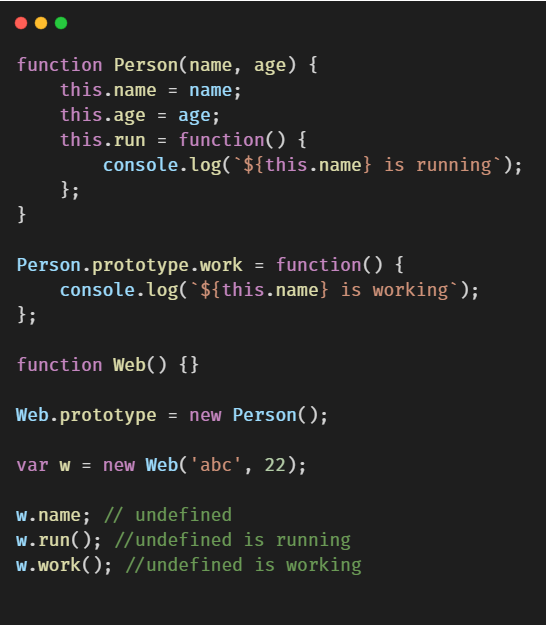 function Person(name, age) {
    this.name = name;
    this.age = age;
    this.run = function() {
        console.log(`${this.name} is running`);
    };
}

Person.prototype.work = function() {
    console.log(`${this.name} is working`);
};

function Web() {}

Web.prototype = new Person();

var w = new Web('abc', 22);

w.name; // undefined
w.run(); //undefined is running
w.work(); //undefined is working